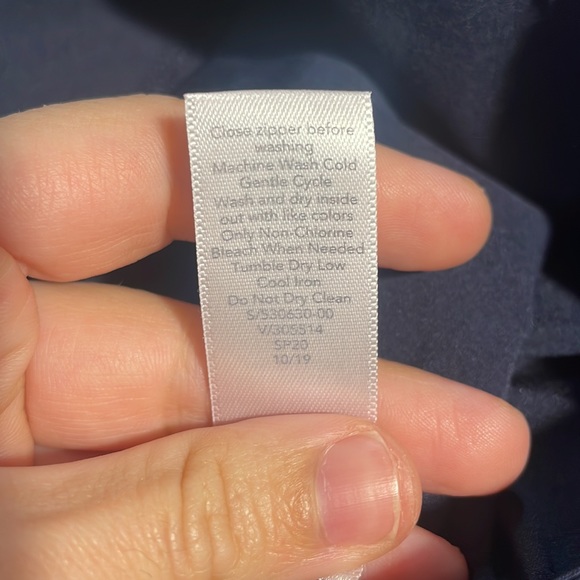 Close zipper before
washing
Machine Wash Cold
Gentle Cycle
Wash and dry inside
out with like colors
Only Non-Chlorine
Bleach When Needed
Tumble Dry Low
Cool Iron
Do Not Dry Clean
S/S30630-00
V/305514
SP20
10/19